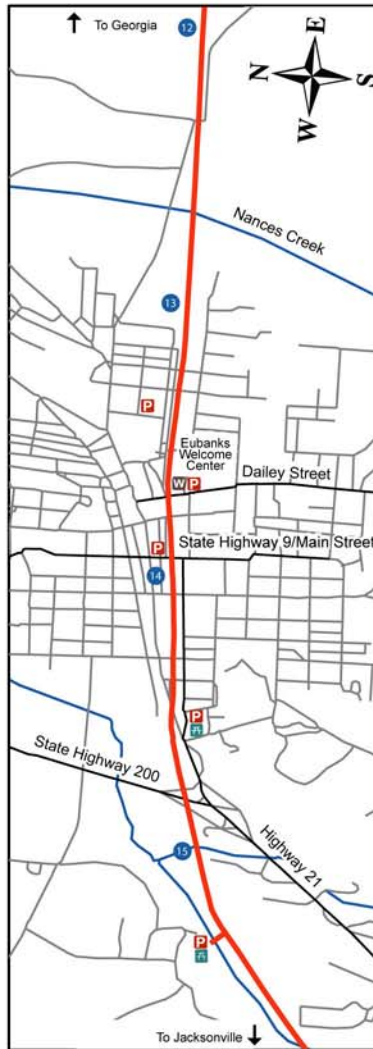 To Georgia
12
E
N
S
W
Nances Creek
13
P
Eubanks
Welcome
Center
W P
Dailey Street
P
State Highway 9/Main Street
14
P
State Highway 200
Highway 21
15
P
To Jacksonville